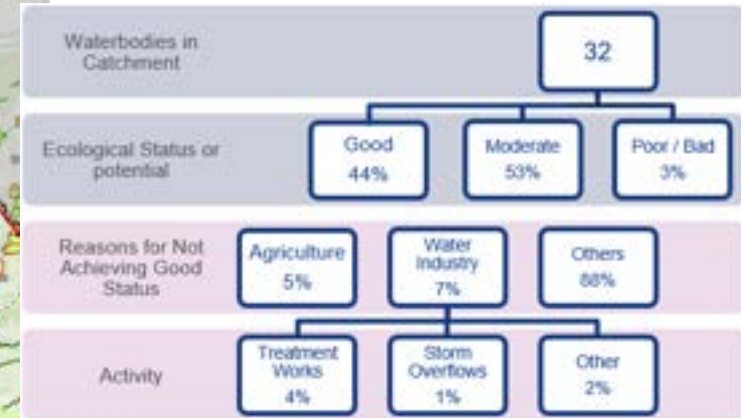 Waterbodies in
Catchment
32
Ecological Status or
potential
Good
44%
Moderate
53%
Poor / Bad
3%
Reasons for Not
Achieving Good
Status
Agriculture
5%
Water
Industry
7%
Others
88%
Activity
Treatment
Works
4%
Storm
Overflows
1%
Other
2%